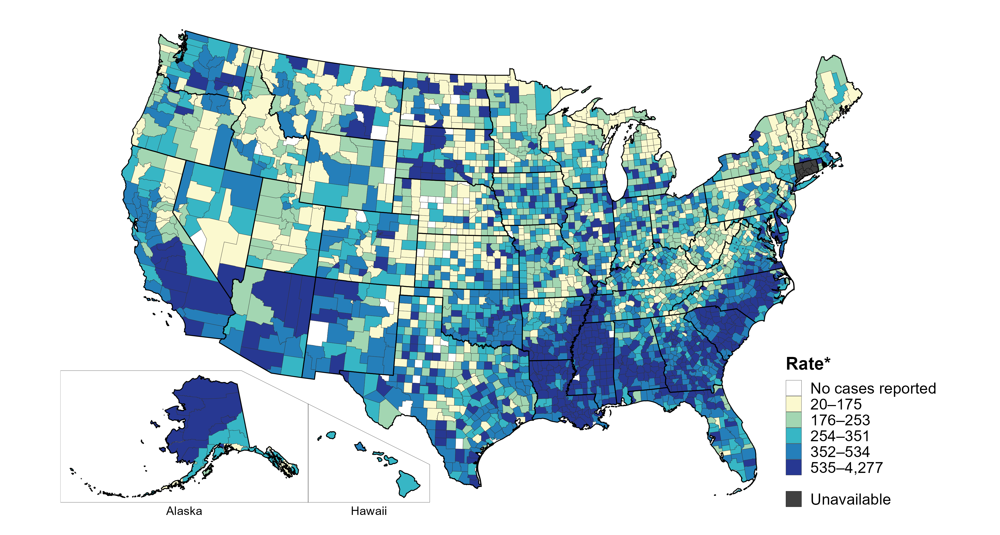 Rate*
No cases reported
20–175
176–253
254–351
352–534
535–4,277
Unavailable
Alaska
Hawaii